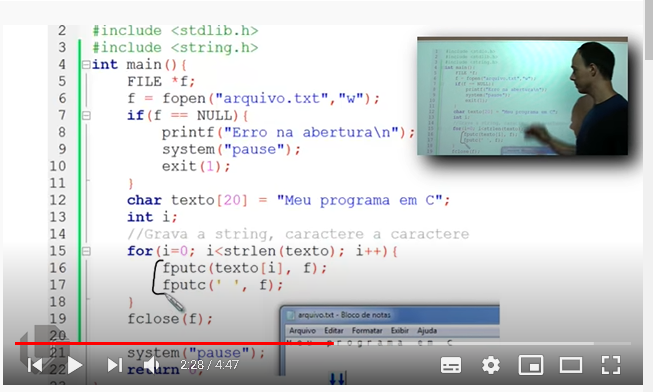 2 #include <stdlib.h>
3 #include <string.h>
4 int main(){
5 FILE *f;
6 f = fopen("arquivo.txt","w");
7 if(f == NULL){
8 printf("Erro na abertura\n");
9 system("pause");
10 exit(1);
11 }
12 char texto[20] = "Meu programa em C";
13 int i;
14 //Grava a string, caractere a caractere
15 for(i=0; i<strlen(texto); i++){
16 fputc(texto[i], f);
17 fputc(' ', f);
18 }
19 fclose(f);
20
21 system("pause");
22 return
arquivo.txt - Bloco de notas
Arquivo Editar Formatar Exibir Ajuda
M e u p r o g r a m a e m C
2:28 / 4:47